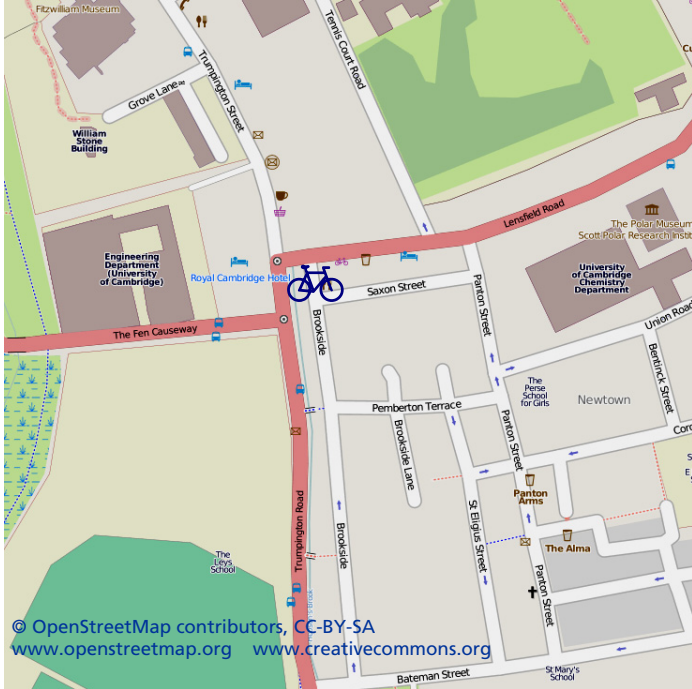 Fitzwilliam Museum
Trumpington Street
Tennis Court Road
Grove Lane
William
Stone
Building
Lensfield Road
The Polar Museum
Scott Polar Research Instit
Engineering
Department
(University
of Cambridge)
Royal Cambridge Hotel
University
of Cambridge
Chemistry
Department
Saxon Street
Panton Street
Union Road
The Fen Causeway
Brookside
Bentinck Street
The
Perse
School
for Girls
Newtown
Pemberton Terrace
Panton Street
Brookside Lane
Coro
Panton
Arms
Trumpington Road
Brookside
St Eligius Street
The Alma
The
Leys
School
Panton Street
© OpenStreetMap contributors, CC-BY-SA
www.openstreetmap.org www.creativecommons.org
Bateman Street
St Mary's
School